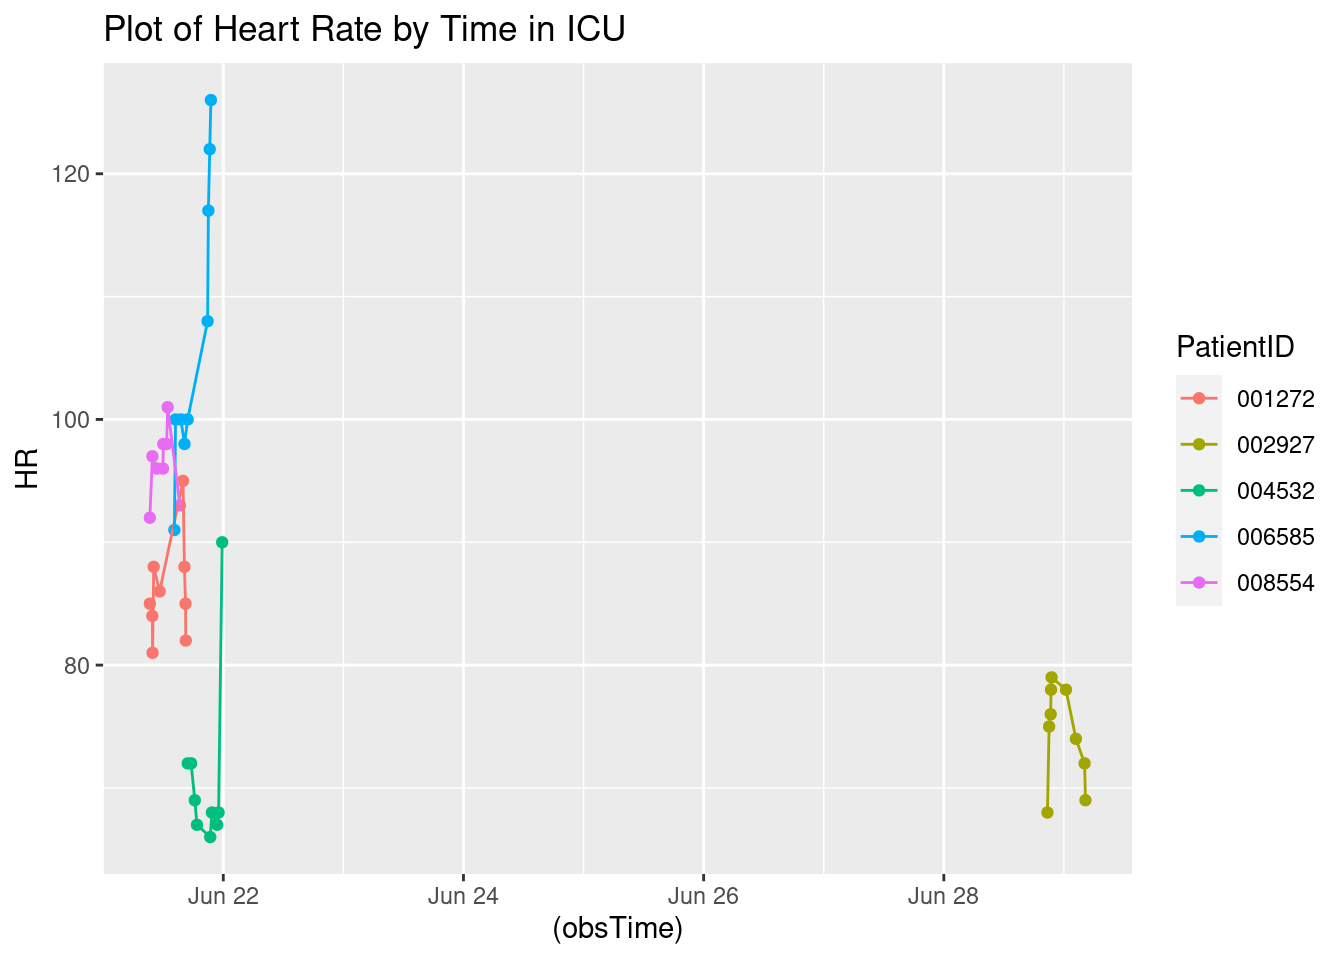 Plot of Heart Rate by Time in ICU
120
100
80
HR
Jun 22 Jun 24 Jun 26 Jun 28
(obsTime)
PatientID
001272
002927
004532
006585
008554